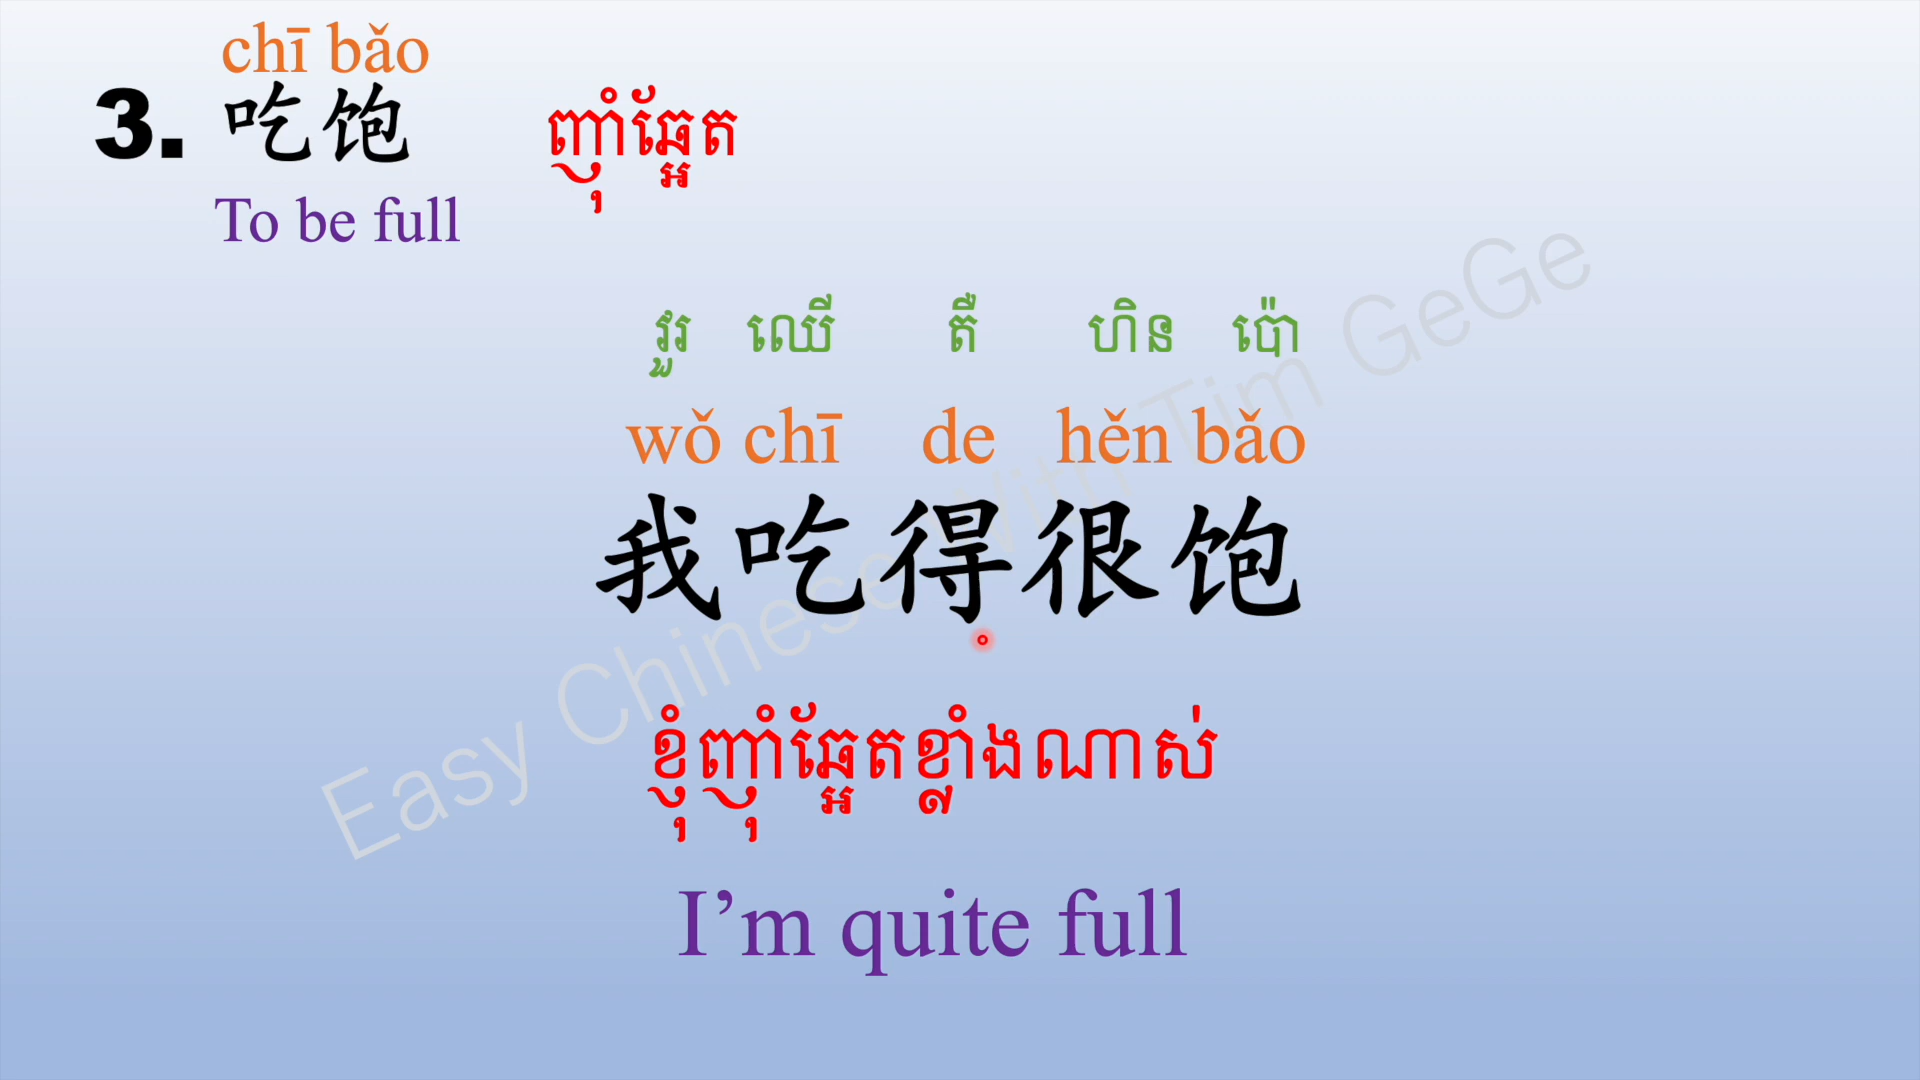 chī bǎo
3. 吃饱 ញ៉ាំឆ្អែត
To be full
វួរ ឈើ តឺ ហិន ប៉ោ
wǒ chī de hěn bǎo
我吃得很饱
ខ្ញុំញ៉ាំឆ្អែតខ្លាំងណាស់
I’m quite full
Easy Chinese With Tim GeGe